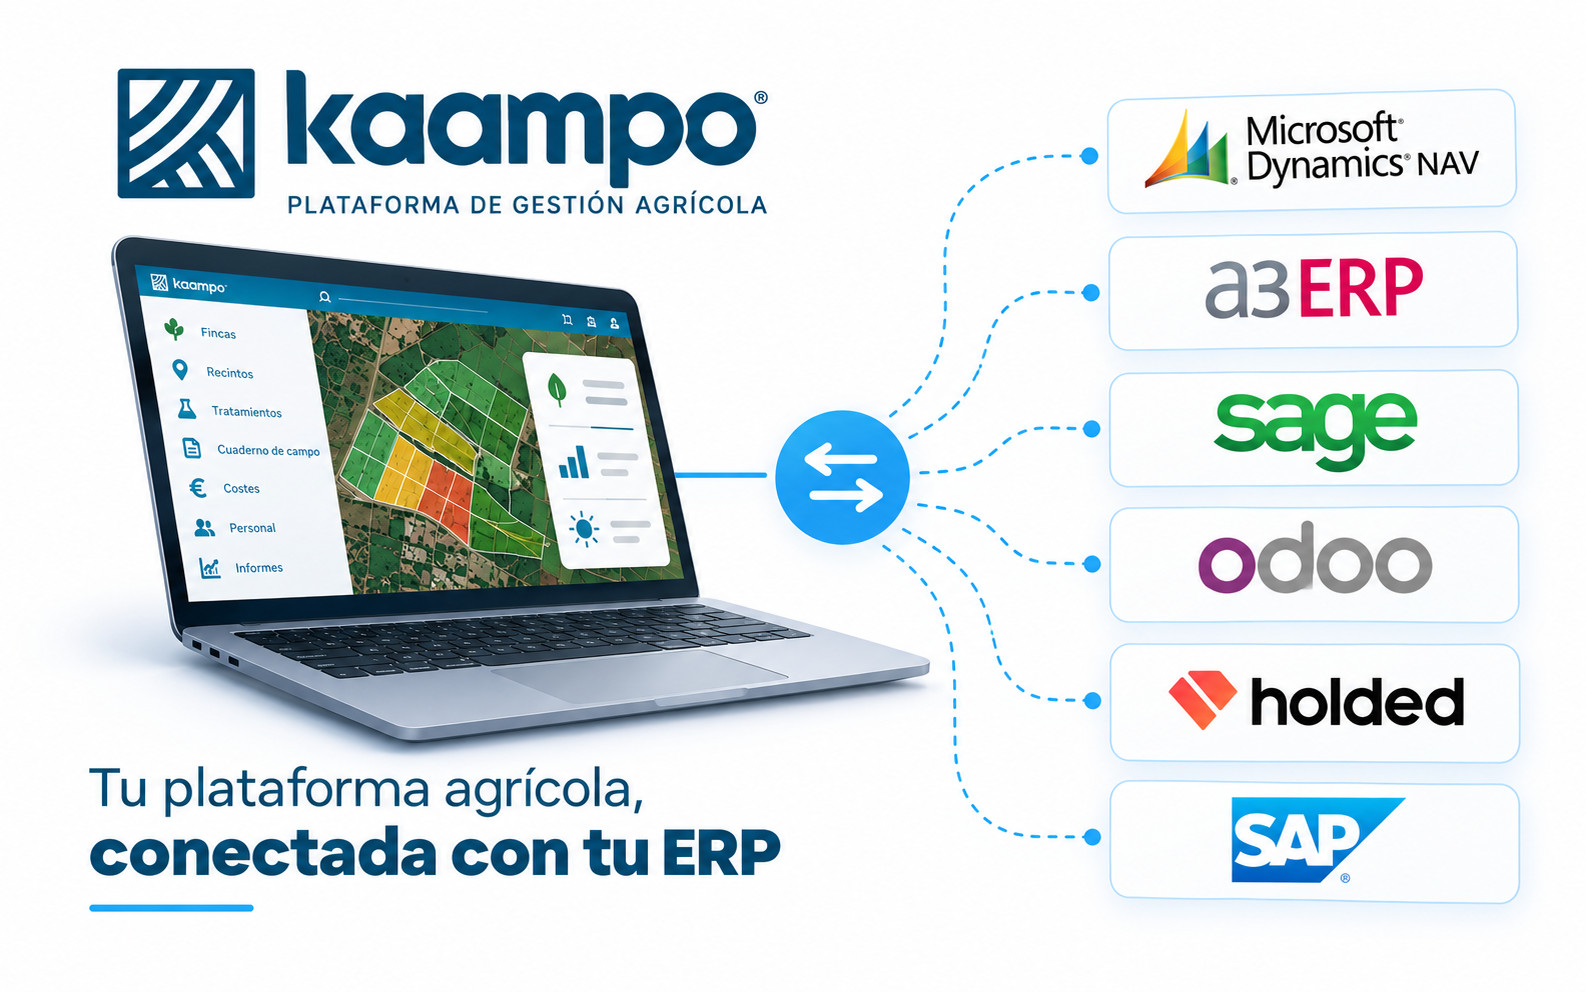 kaampo®
PLATAFORMA DE GESTIÓN AGRÍCOLA
kaampo
Fincas
Recintos
Tratamientos
Cuaderno de campo
Costes
Personal
Informes
Tu plataforma agrícola,
conectada con tu ERP
Microsoft®
Dynamics® NAV
a3ERP
sage
odoo
holded
SAP®